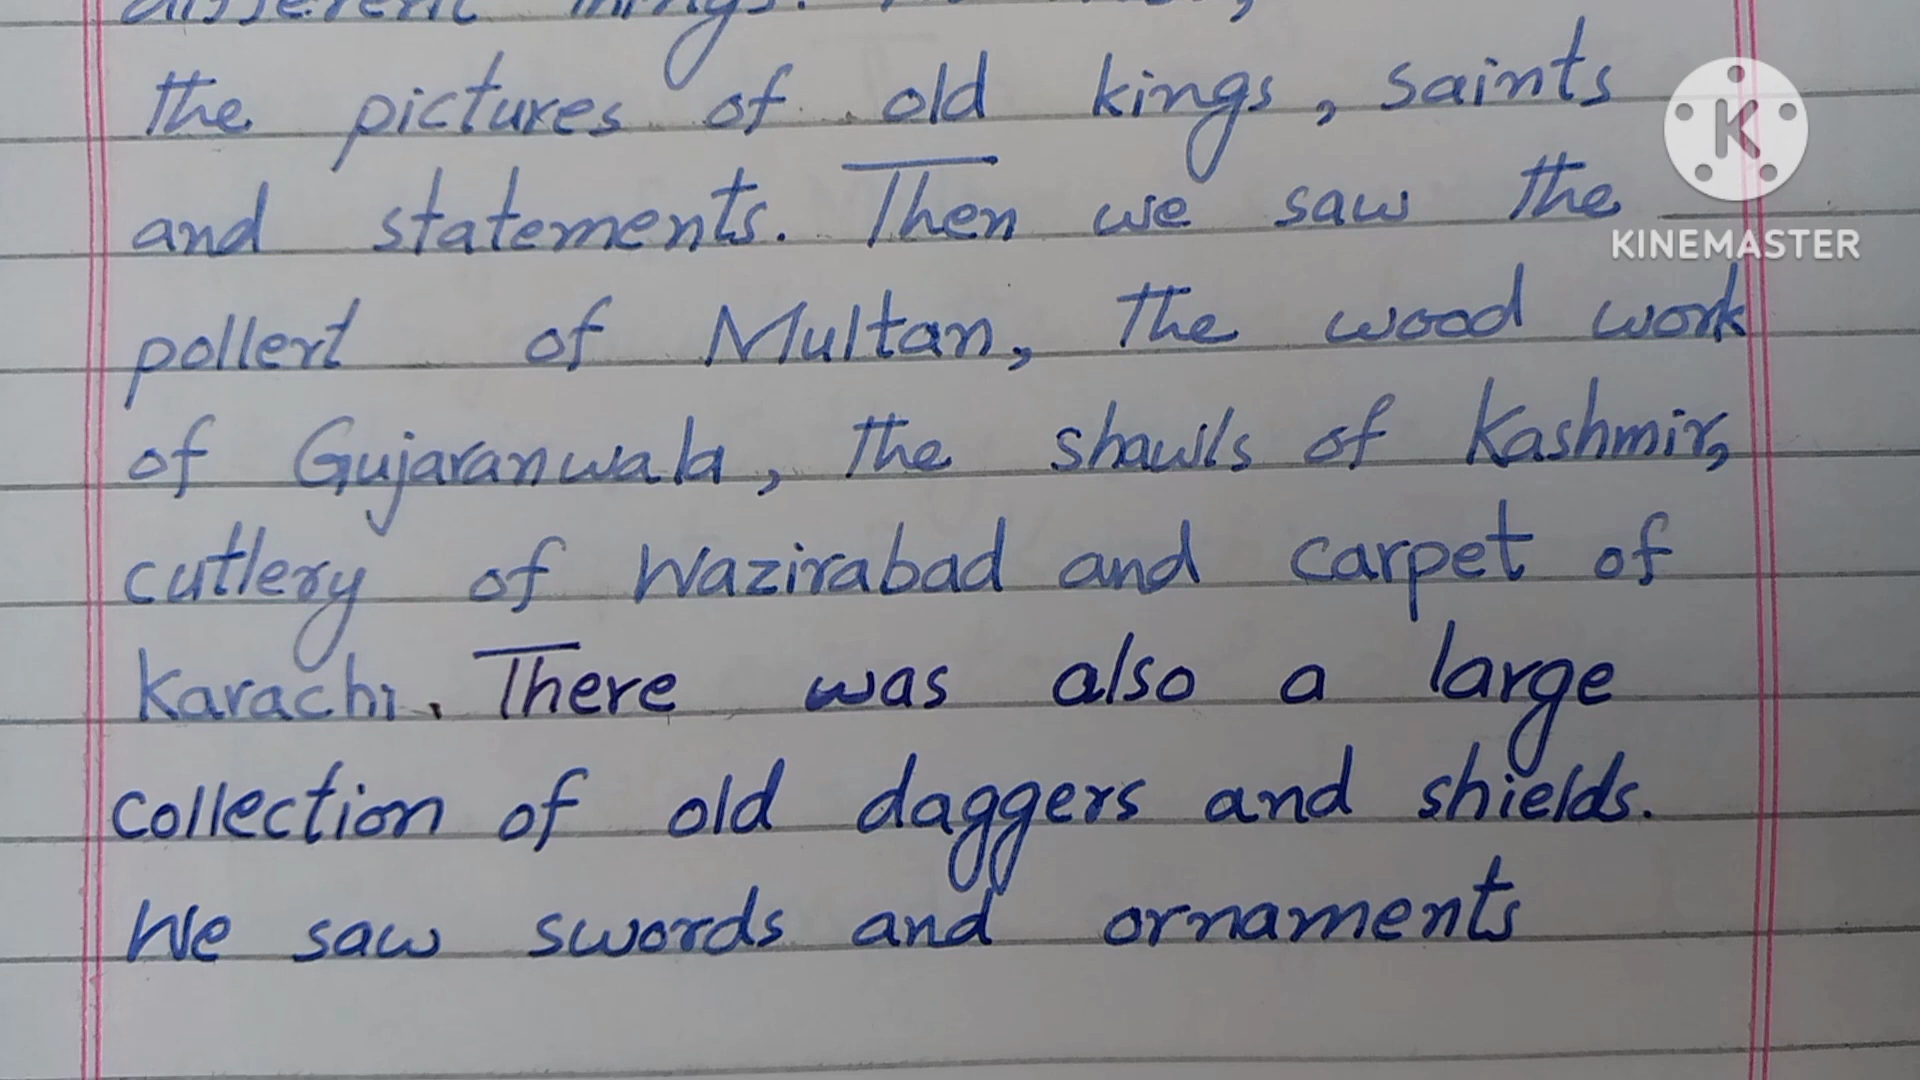 different things.
the pictures of old kings, saints
and statements. Then we saw the
pollert of Multan, the wood work
of Gujaranwala, the shawls of Kashmir,
cutlery of Wazirabad and carpet of
Karachi. There was also a large
collection of old daggers and shields.
We saw swords and ornaments
K
KINEMASTER